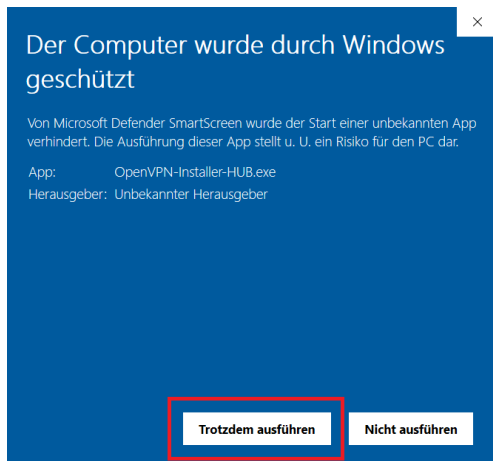 Der Computer wurde durch Windows
geschützt
Von Microsoft Defender SmartScreen wurde der Start einer unbekannten App
verhindert. Die Ausführung dieser App stellt u. U. ein Risiko für den PC dar.
App: OpenVPN-Installer-HUB.exe
Herausgeber: Unbekannter Herausgeber
Trotzdem ausführen Nicht ausführen